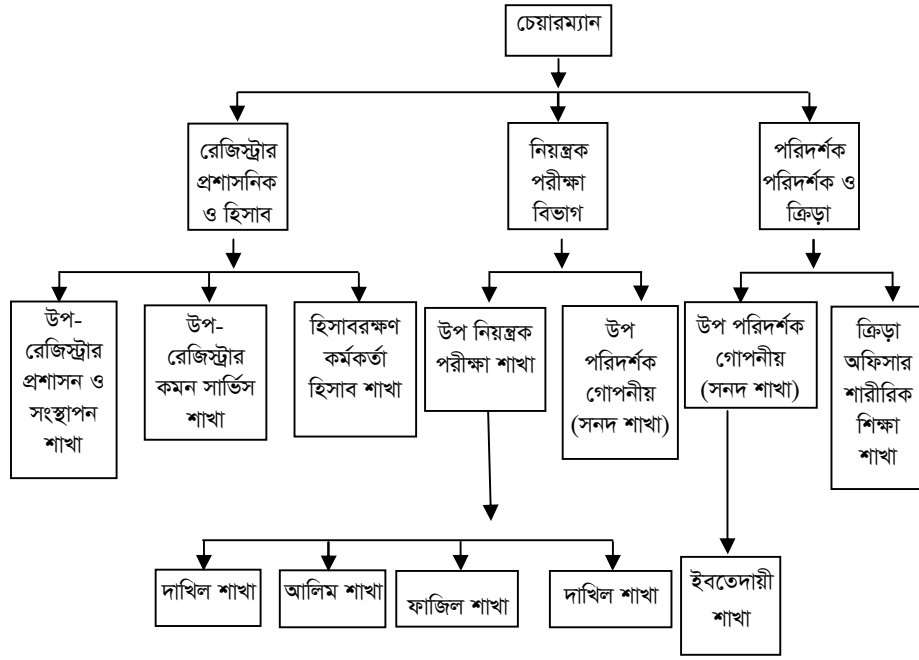 চেয়ারম্যান
রেজিস্ট্রার
প্রশাসনিক
ও হিসাব
নিয়ন্ত্রক
পরীক্ষা
বিভাগ
পরিদর্শক
পরিদর্শক ও
ক্রিড়া
উপ-
রেজিস্ট্রার
প্রশাসন ও
সংস্থাপন
শাখা
উপ-
রেজিস্ট্রার
কমন সার্ভিস
শাখা
হিসাবরক্ষণ
কর্মকর্তা
হিসাব শাখা
উপ নিয়ন্ত্রক
পরীক্ষা শাখা
উপ
পরিদর্শক
গোপনীয়
(সনদ শাখা)
উপ পরিদর্শক
গোপনীয়
(সনদ শাখা)
ক্রিড়া
অফিসার
শারীরিক
শিক্ষা
শাখা
দাখিল শাখা
আলিম শাখা
ফাজিল শাখা
দাখিল শাখা
ইবতেদায়ী
শাখা